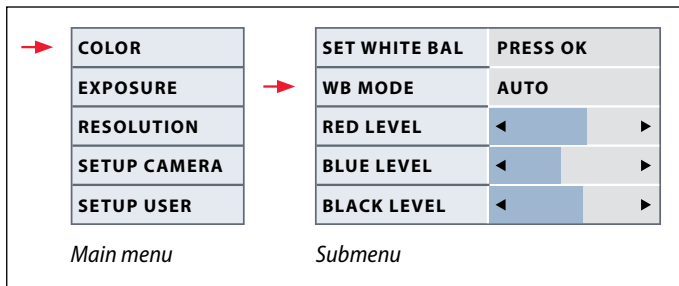 COLOR
EXPOSURE
RESOLUTION
SETUP CAMERA
SETUP USER
Main menu
SET WHITE BAL PRESS OK
WB MODE AUTO
RED LEVEL
BLUE LEVEL
BLACK LEVEL
Submenu